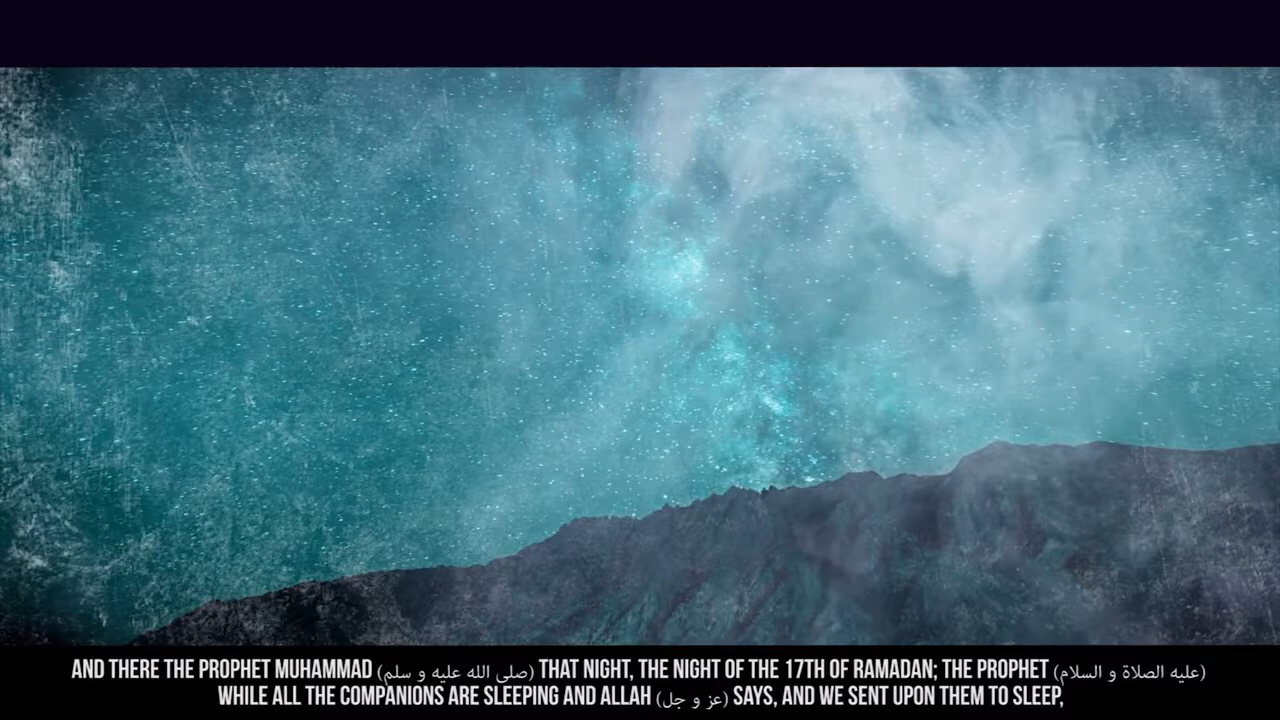 AND THERE THE PROPHET MUHAMMAD (صلى الله عليه و سلم) THAT NIGHT, THE NIGHT OF THE 17TH OF RAMADAN; THE PROPHET (عليه الصلاة و السلام)
WHILE ALL THE COMPANIONS ARE SLEEPING AND ALLAH (عز و جل) SAYS, AND WE SENT UPON THEM TO SLEEP,